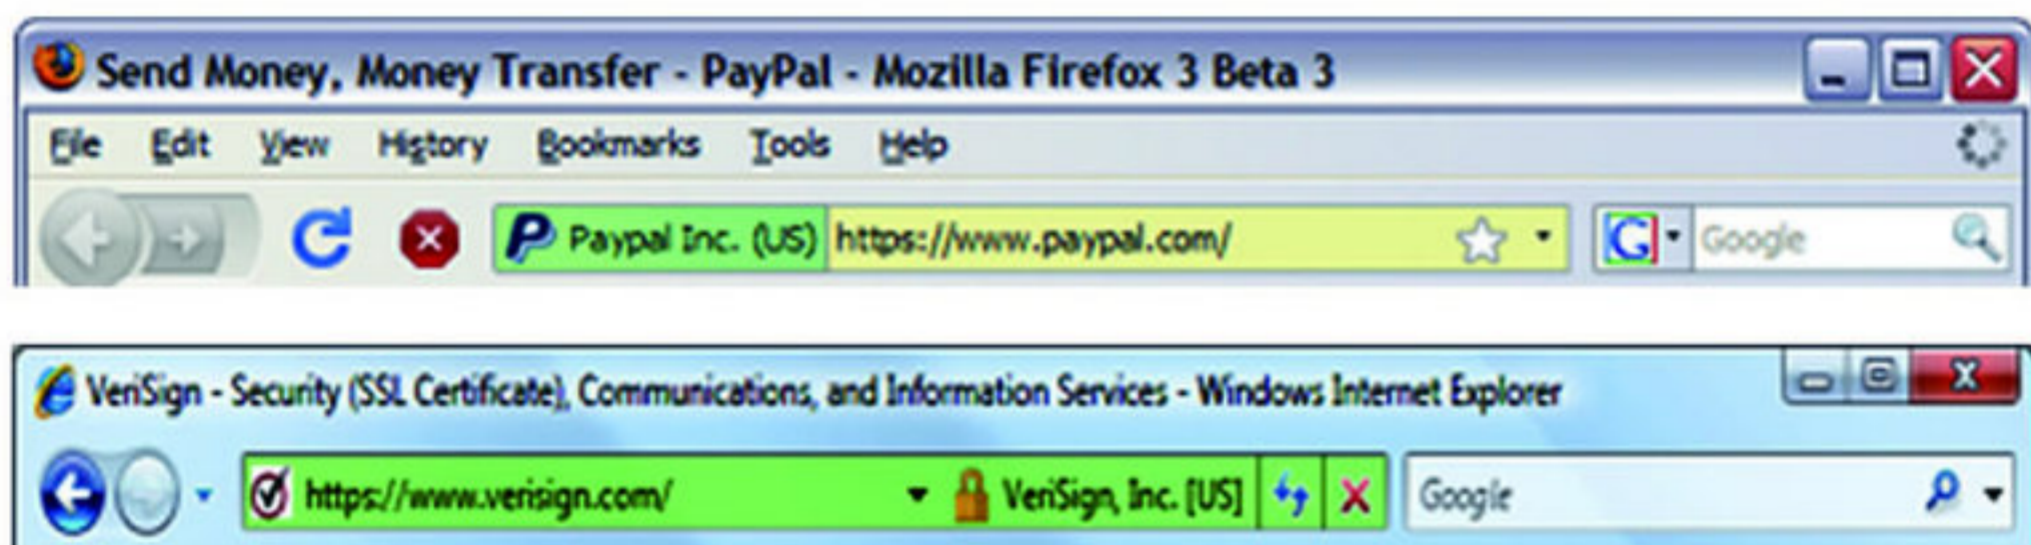 Send Money, Money Transfer - PayPal - Mozilla Firefox 3 Beta 3
File Edit View History Bookmarks Tools Help
Paypal Inc. (US) https://www.paypal.com/ Google
VeriSign - Security (SSL Certificate), Communications, and Information Services - Windows Internet Explorer
https://www.verisign.com/ VeriSign, Inc. [US] Google